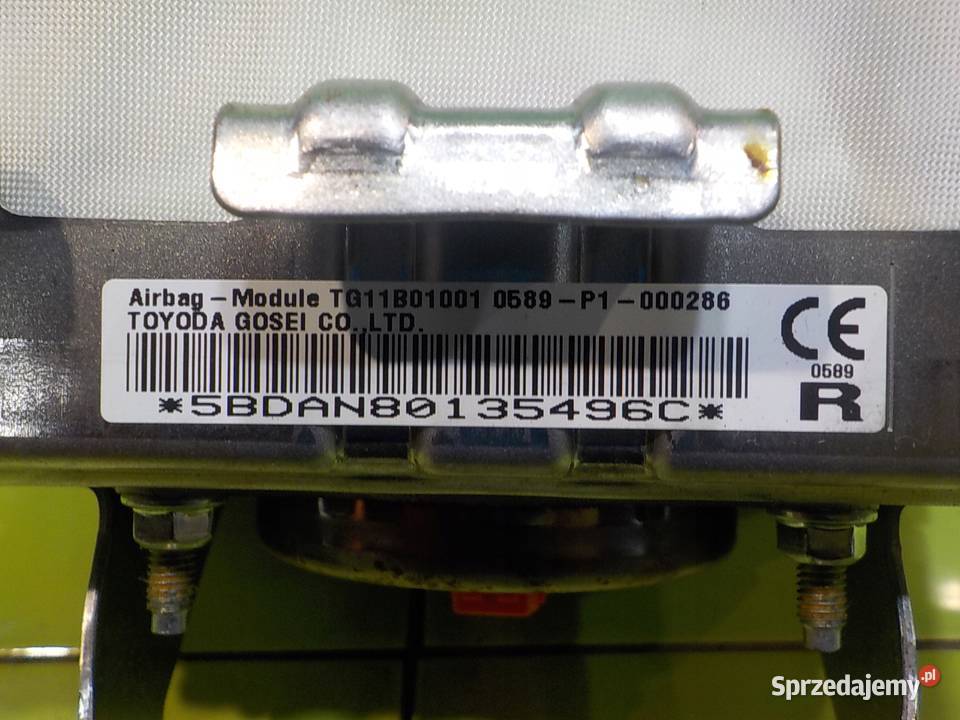 Airbag-Module TG11B01001 0589-P1-000286
TOYODA GOSEI CO.,LTD.
*5BDAN80135496C*
CE
0589
R
Sprzedajemy.pl